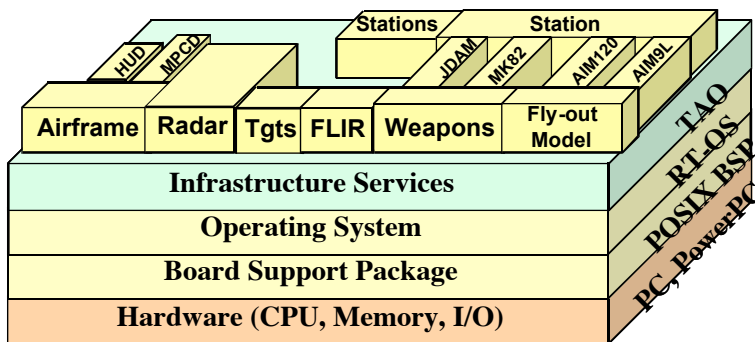 Stations
Station
HUD
MPCD
JDAM
MK82
AIM120
AIM9L
Airframe
Radar
Tgts
FLIR
Weapons
Fly-out
Model
TAO
Infrastructure Services
RT-OS
Operating System
POSIX BSP
Board Support Package
PC, PowerPC
Hardware (CPU, Memory, I/O)